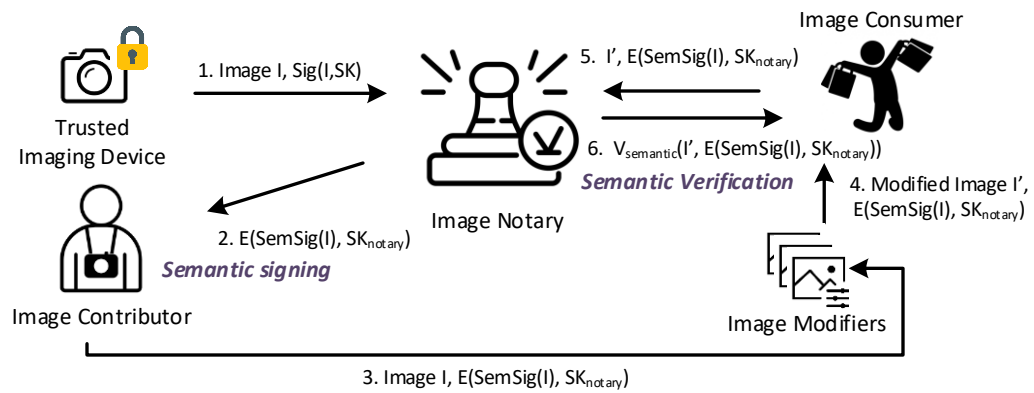 Image Consumer
1. Image I, Sig(I,SK)
5. I’, E(SemSig(I), SKnotary)
Trusted
Imaging Device
6. Vsemantic(I’, E(SemSig(I), SKnotary))
Semantic Verification
4. Modified Image I’,
E(SemSig(I), SKnotary)
Image Notary
2. E(SemSig(I), SKnotary)
Semantic signing
Image Contributor
Image Modifiers
3. Image I, E(SemSig(I), SKnotary)